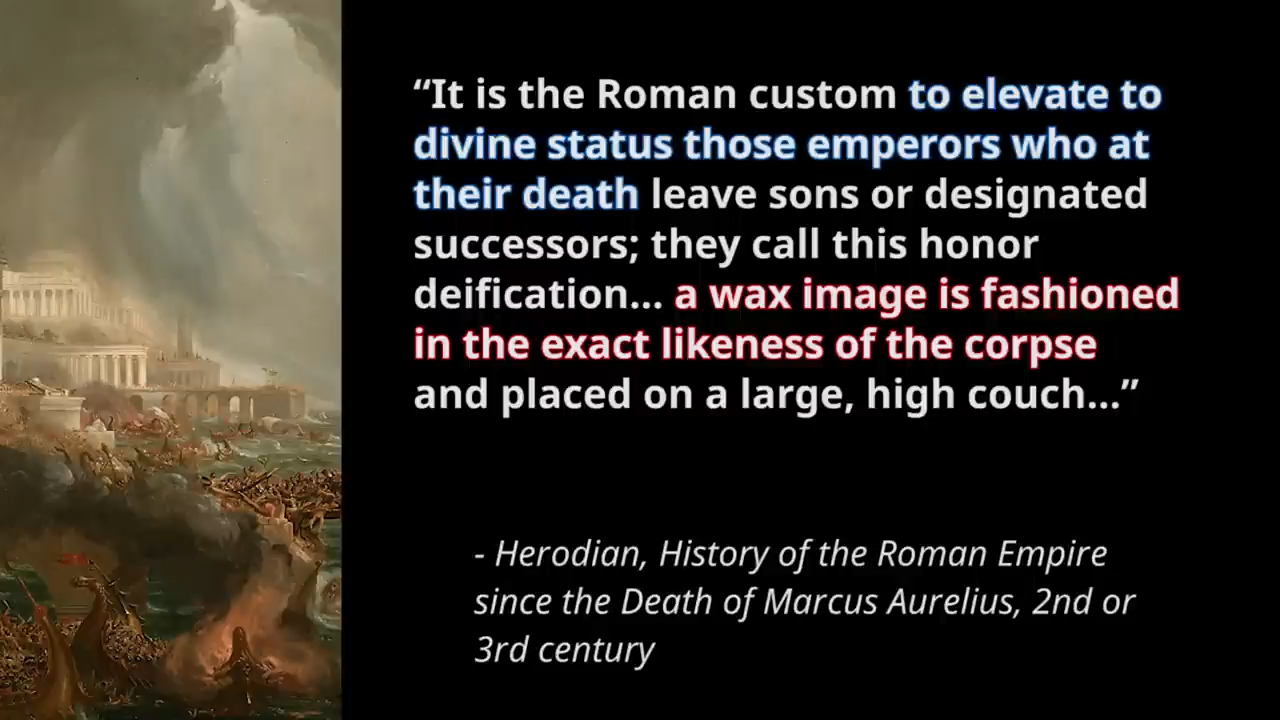 “It is the Roman custom to elevate to
divine status those emperors who at
their death leave sons or designated
successors; they call this honor
deification... a wax image is fashioned
in the exact likeness of the corpse
and placed on a large, high couch...”
- Herodian, History of the Roman Empire
since the Death of Marcus Aurelius, 2nd or
3rd century